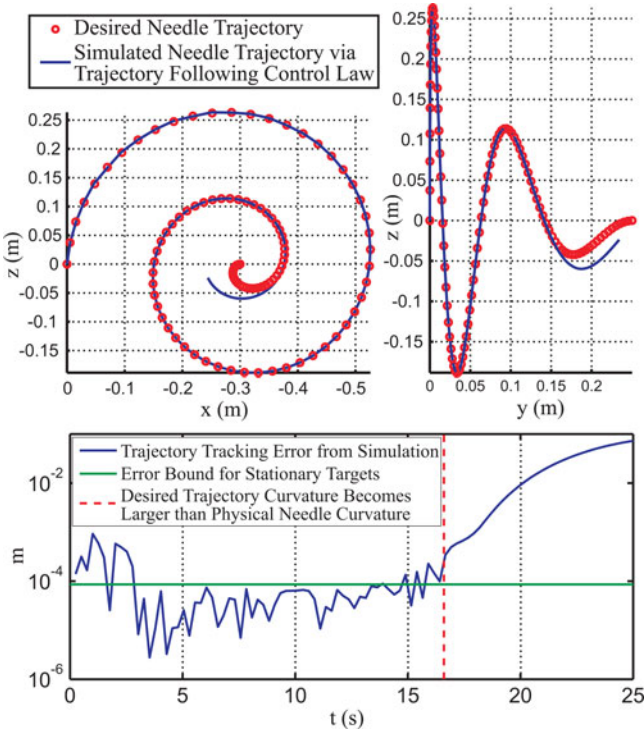 Desired Needle Trajectory
Simulated Needle Trajectory via
Trajectory Following Control Law
0.25
0.2
0.15
0.1
0.05
0
-0.05
-0.1
-0.15
z (m)
0
-0.1
-0.2
-0.3
-0.4
-0.5
x (m)
0.25
0.2
0.15
0.1
0.05
0
-0.05
-0.1
-0.15
z (m)
0
0.05
0.1
0.15
0.2
y (m)
Trajectory Tracking Error from Simulation
Error Bound for Stationary Targets
Desired Trajectory Curvature Becomes
Larger than Physical Needle Curvature
10-2
10-4
10-6
m
0
5
10
15
20
25
t (s)